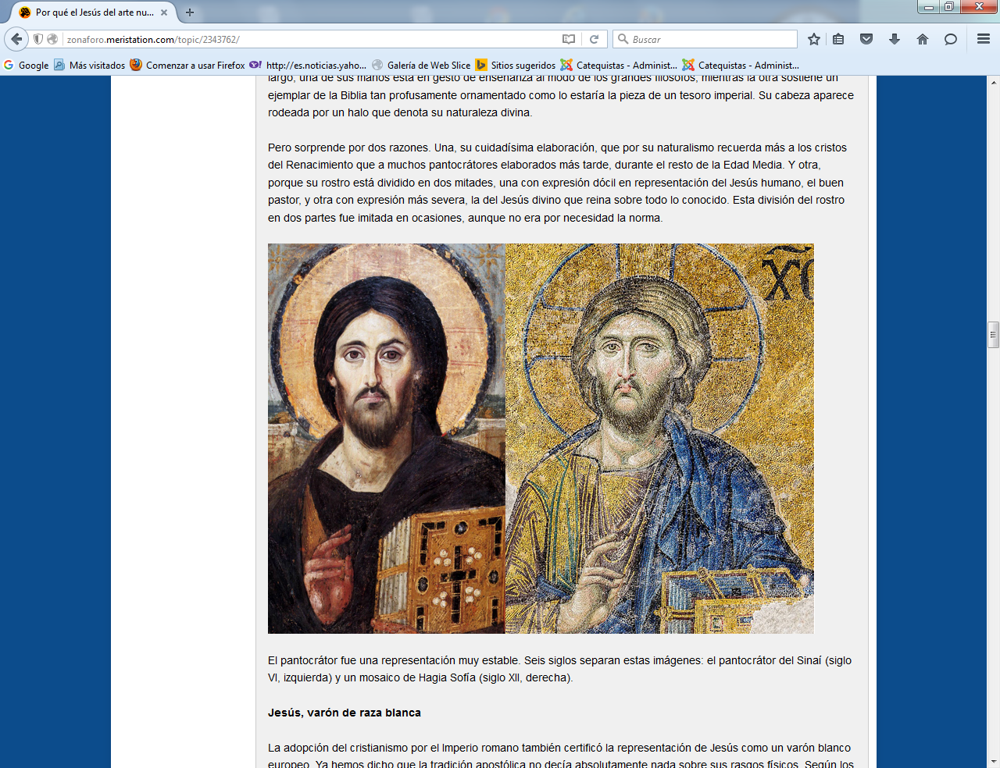 Por qué el Jesús del arte nu...
zonaforo.meristation.com/topic/2343762/
Buscar
Google
Más visitados
Comenzar a usar Firefox
http://es.noticias.yaho...
Galería de Web Slice
Sitios sugeridos
Catequistas - Administ...
Catequistas - Administ...
largo, una de sus manos está en gesto de enseñanza al modo de los grandes filósofos, mientras la otra sostiene un
ejemplar de la Biblia tan profusamente ornamentado como lo estaría la pieza de un tesoro imperial. Su cabeza aparece
rodeada por un halo que denota su naturaleza divina.
Pero sorprende por dos razones. Una, su cuidadísima elaboración, que por su naturalismo recuerda más a los cristos
del Renacimiento que a muchos pantocrátores elaborados más tarde, durante el resto de la Edad Media. Y otra,
porque su rostro está dividido en dos mitades, una con expresión dócil en representación del Jesús humano, el buen
pastor, y otra con expresión más severa, la del Jesús divino que reina sobre todo lo conocido. Esta división del rostro
en dos partes fue imitada en ocasiones, aunque no era por necesidad la norma.
El pantocrátor fue una representación muy estable. Seis siglos separan estas imágenes: el pantocrátor del Sinaí (siglo
VI, izquierda) y un mosaico de Hagia Sofía (siglo XII, derecha).
Jesús, varón de raza blanca
La adopción del cristianismo por el Imperio romano también certificó la representación de Jesús como un varón blanco
europeo. Ya hemos dicho que la tradición apostólica no decía absolutamente nada sobre sus rasgos físicos. Según los